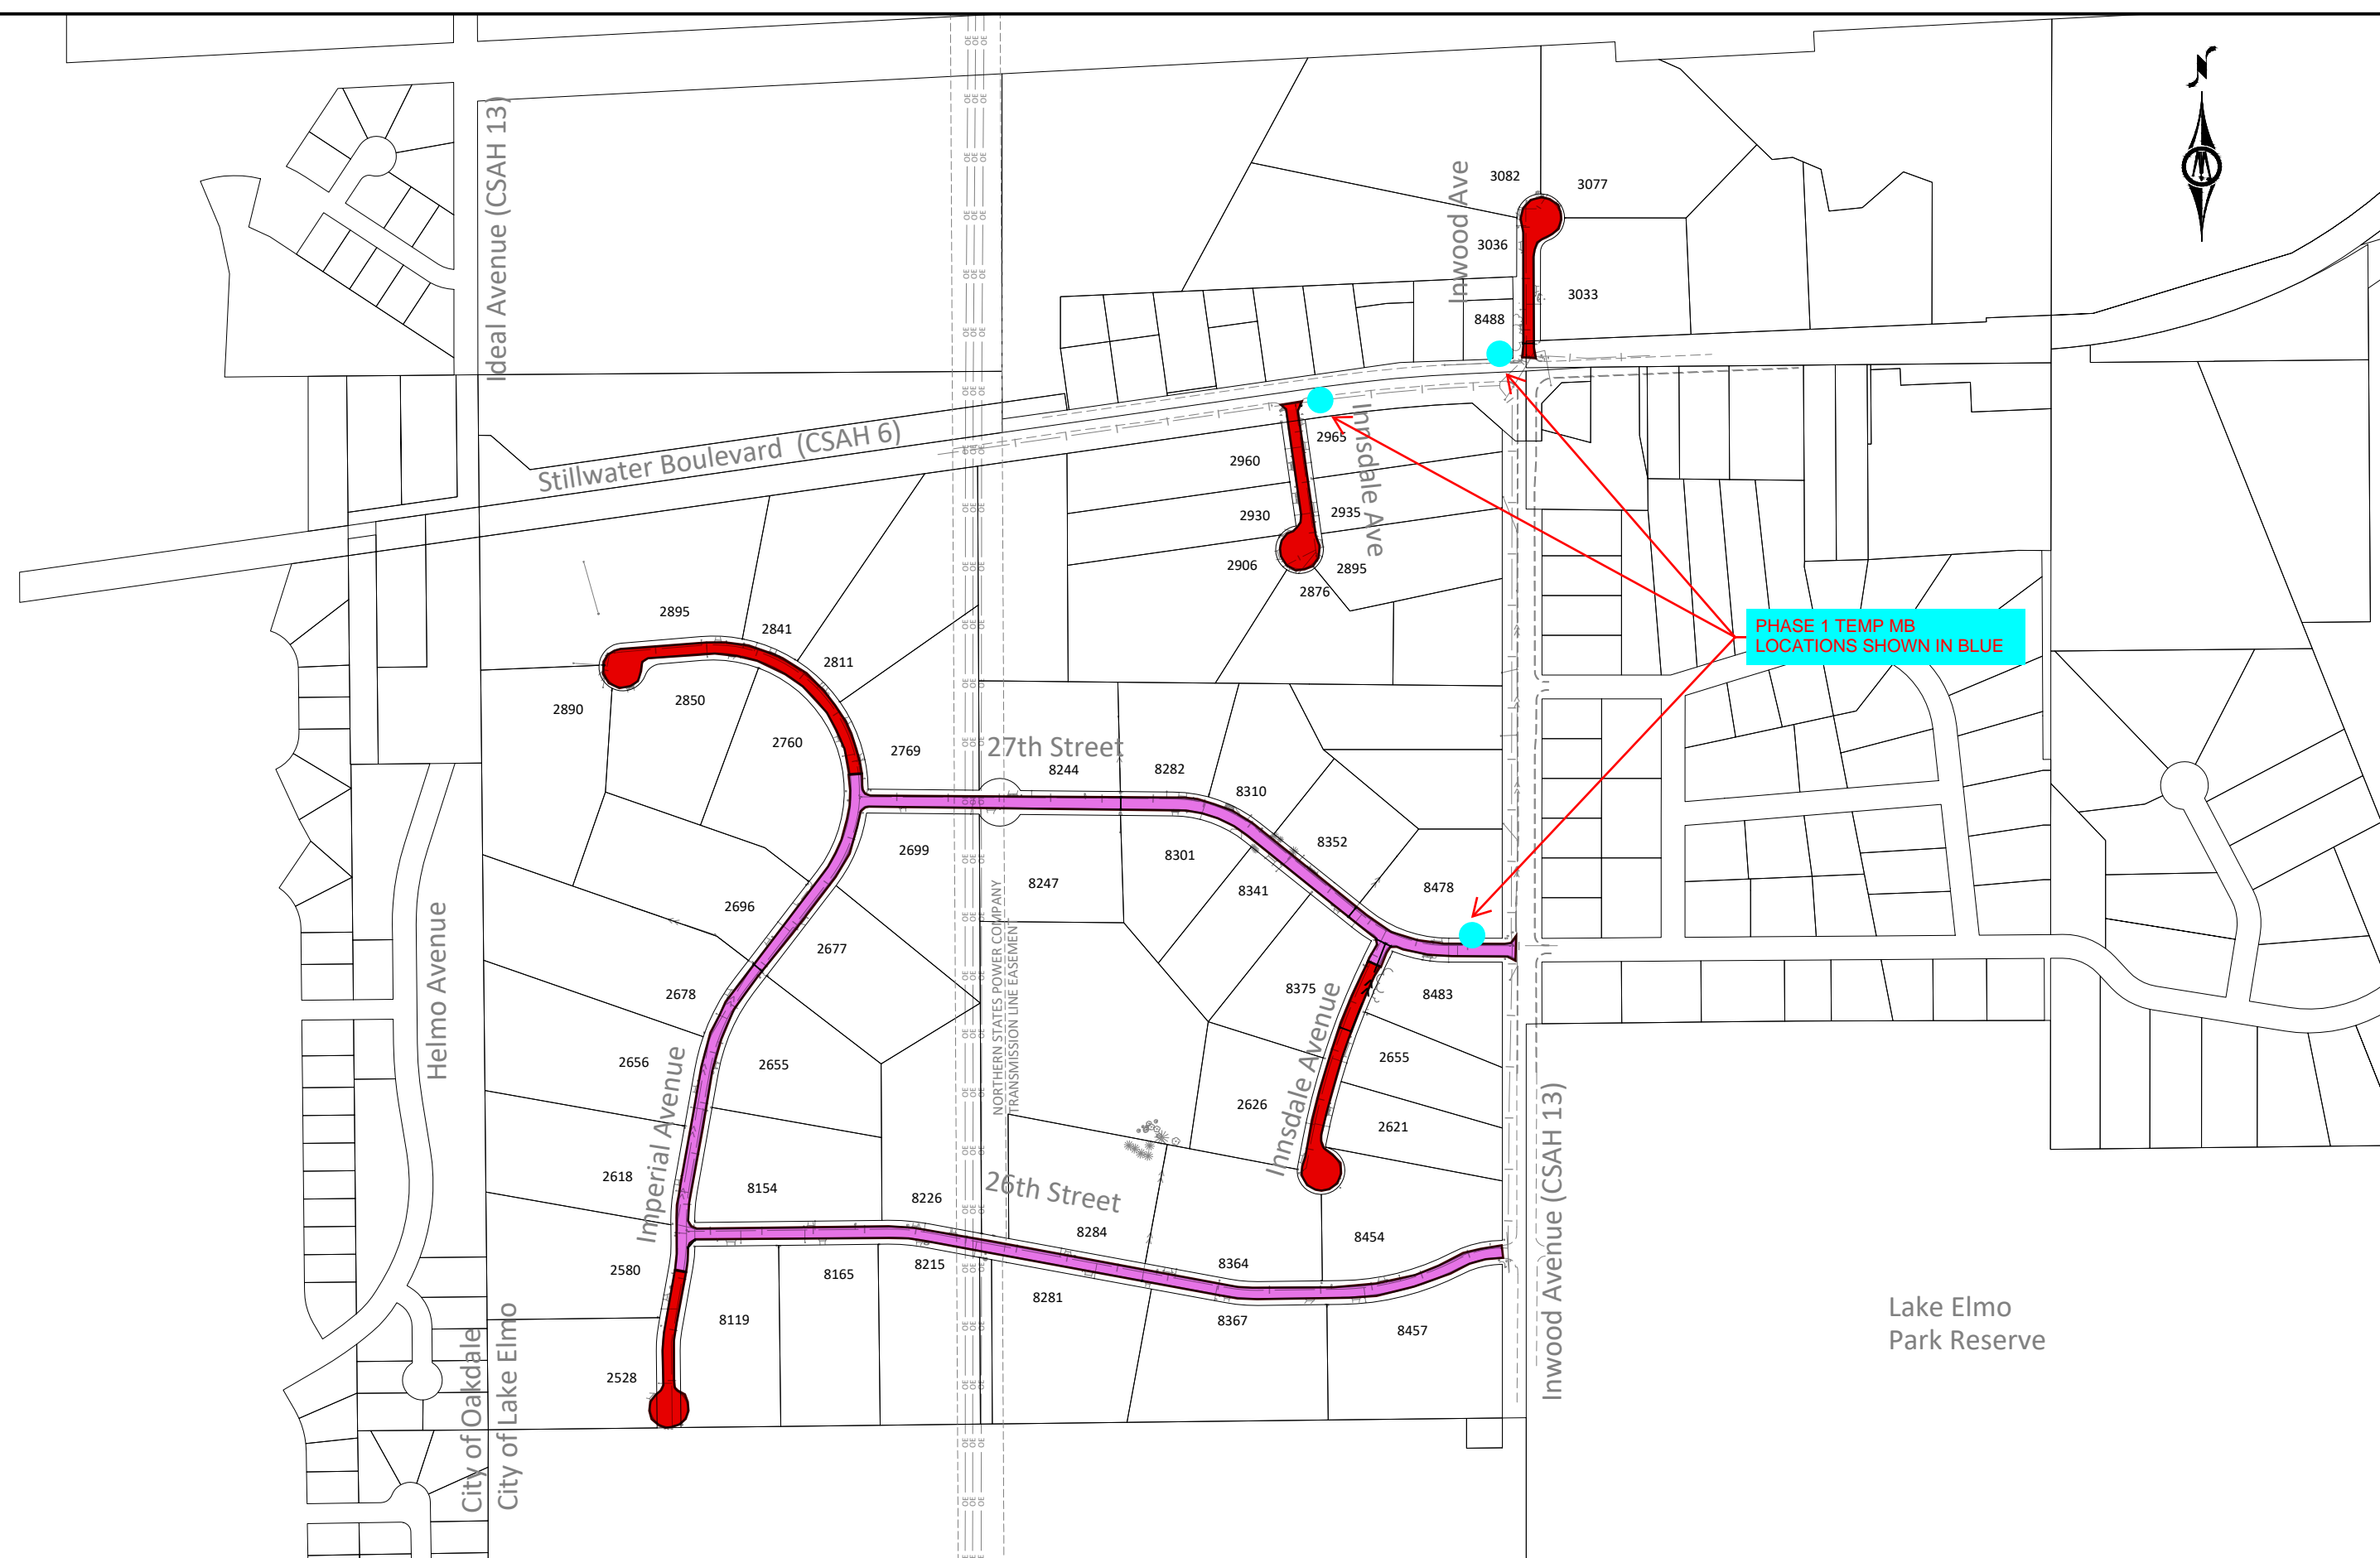 N
Ideal Avenue (CSAH 13)
Inwood Ave
3082
3077
3036
3033
8488
Stillwater Boulevard (CSAH 6)
Innsdale Ave
2965
2960
2930
2935
2906
2895
2876
PHASE 1 TEMP MB
LOCATIONS SHOWN IN BLUE
2895
2841
2811
2890
2850
2760
2769
27th Street
8244
8282
8310
8352
2699
8247
8301
8341
8478
2696
2677
2678
8375
8483
Helmo Avenue
NORTHERN STATES POWER COMPANY
TRANSMISSION LINE EASEMENT
2656
2655
Imperial Avenue
Innsdale Avenue
2655
2626
2621
2618
8154
8226
26th Street
8284
8364
8454
2580
8165
8215
8281
8119
8367
8457
2528
Inwood Avenue (CSAH 13)
Lake Elmo
Park Reserve
City of Oakdale
City of Lake Elmo